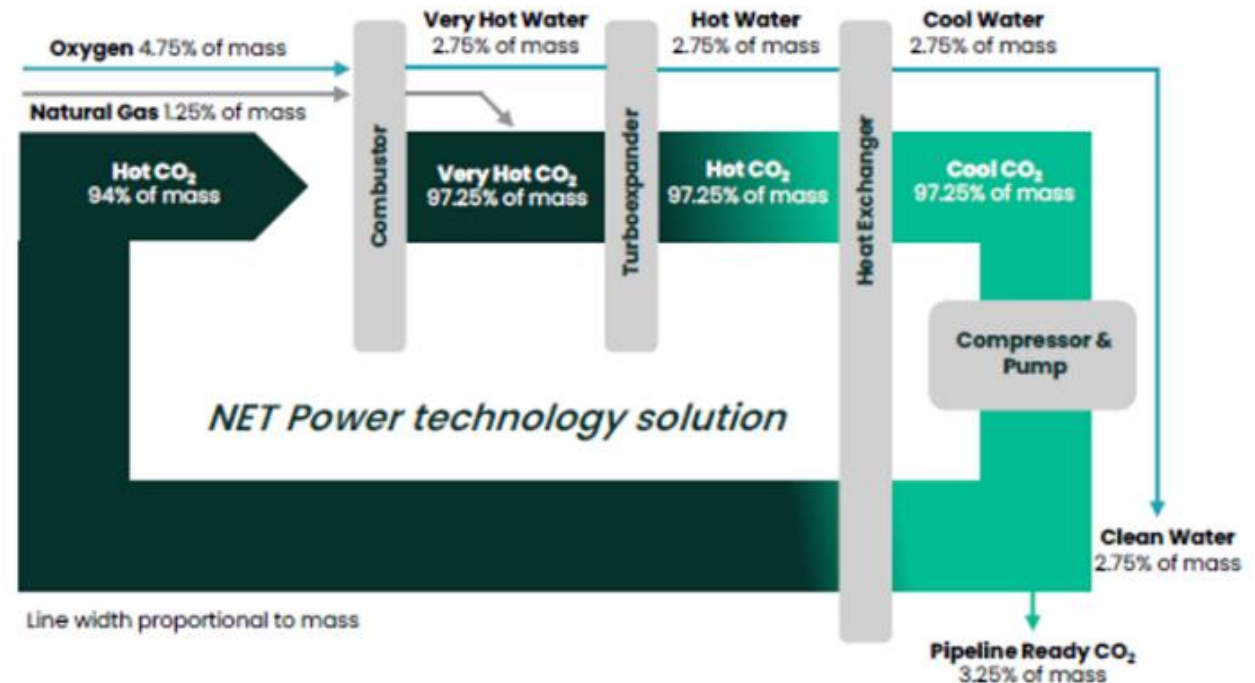 Oxygen 4.75% of mass
Natural Gas 1.25% of mass
Hot CO₂
94% of mass
Combustor
Very Hot Water
2.75% of mass
Very Hot CO₂
97.25% of mass
Turboexpander
Hot Water
2.75% of mass
Hot CO₂
97.25% of mass
Heat Exchanger
Cool Water
2.75% of mass
Cool CO₂
97.25% of mass
Compressor &
Pump
NET Power technology solution
Clean Water
2.75% of mass
Pipeline Ready CO₂
3.25% of mass
Line width proportional to mass